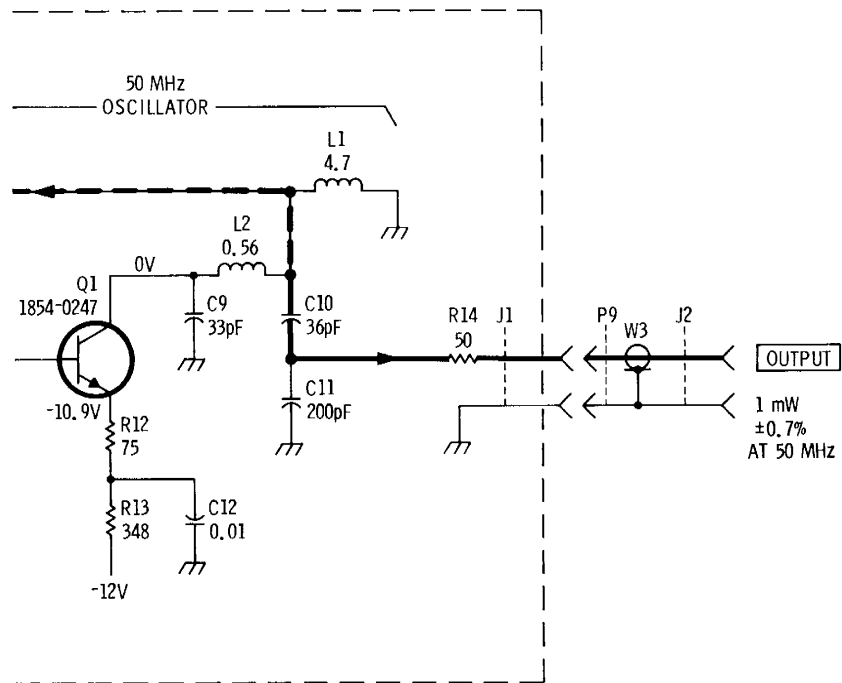 50 MHz
OSCILLATOR
L1
4.7
L2
0.56
0V
Q1
1854-0247
C9
33pF
C10
36pF
R14
50
J1
P9
W3
J2
OUTPUT
1 mW
±0.7%
AT 50 MHz
C11
200pF
-10.9V
R12
75
R13
348
C12
0.01
-12V